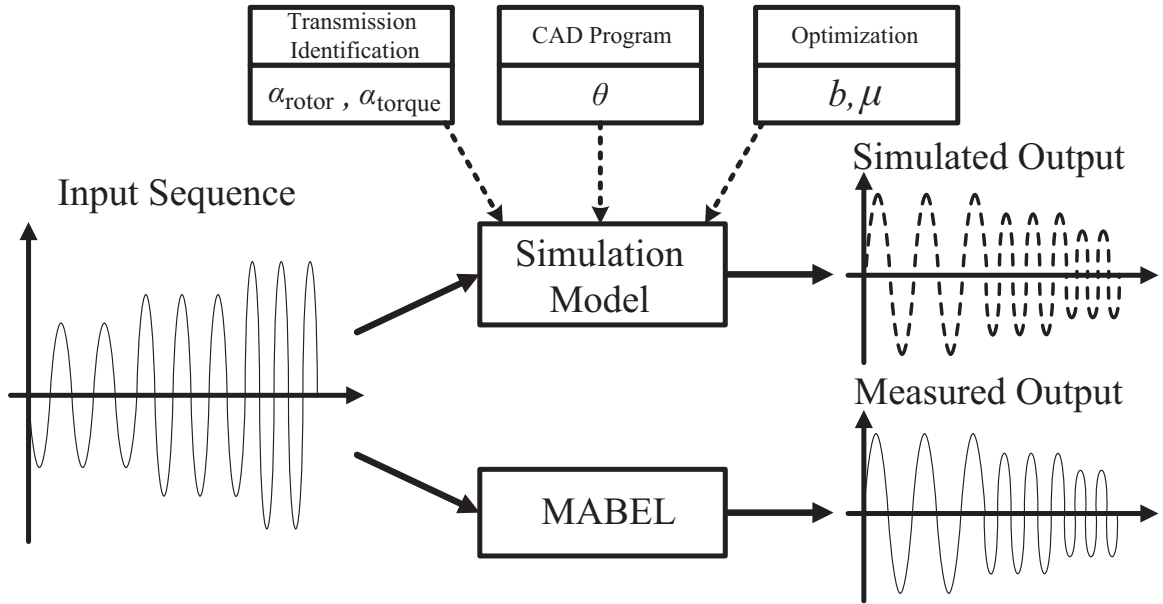 Transmission
Identification
α_rotor , α_torque
CAD Program
θ
Optimization
b, μ
Input Sequence
Simulation
Model
Simulated Output
MABEL
Measured Output